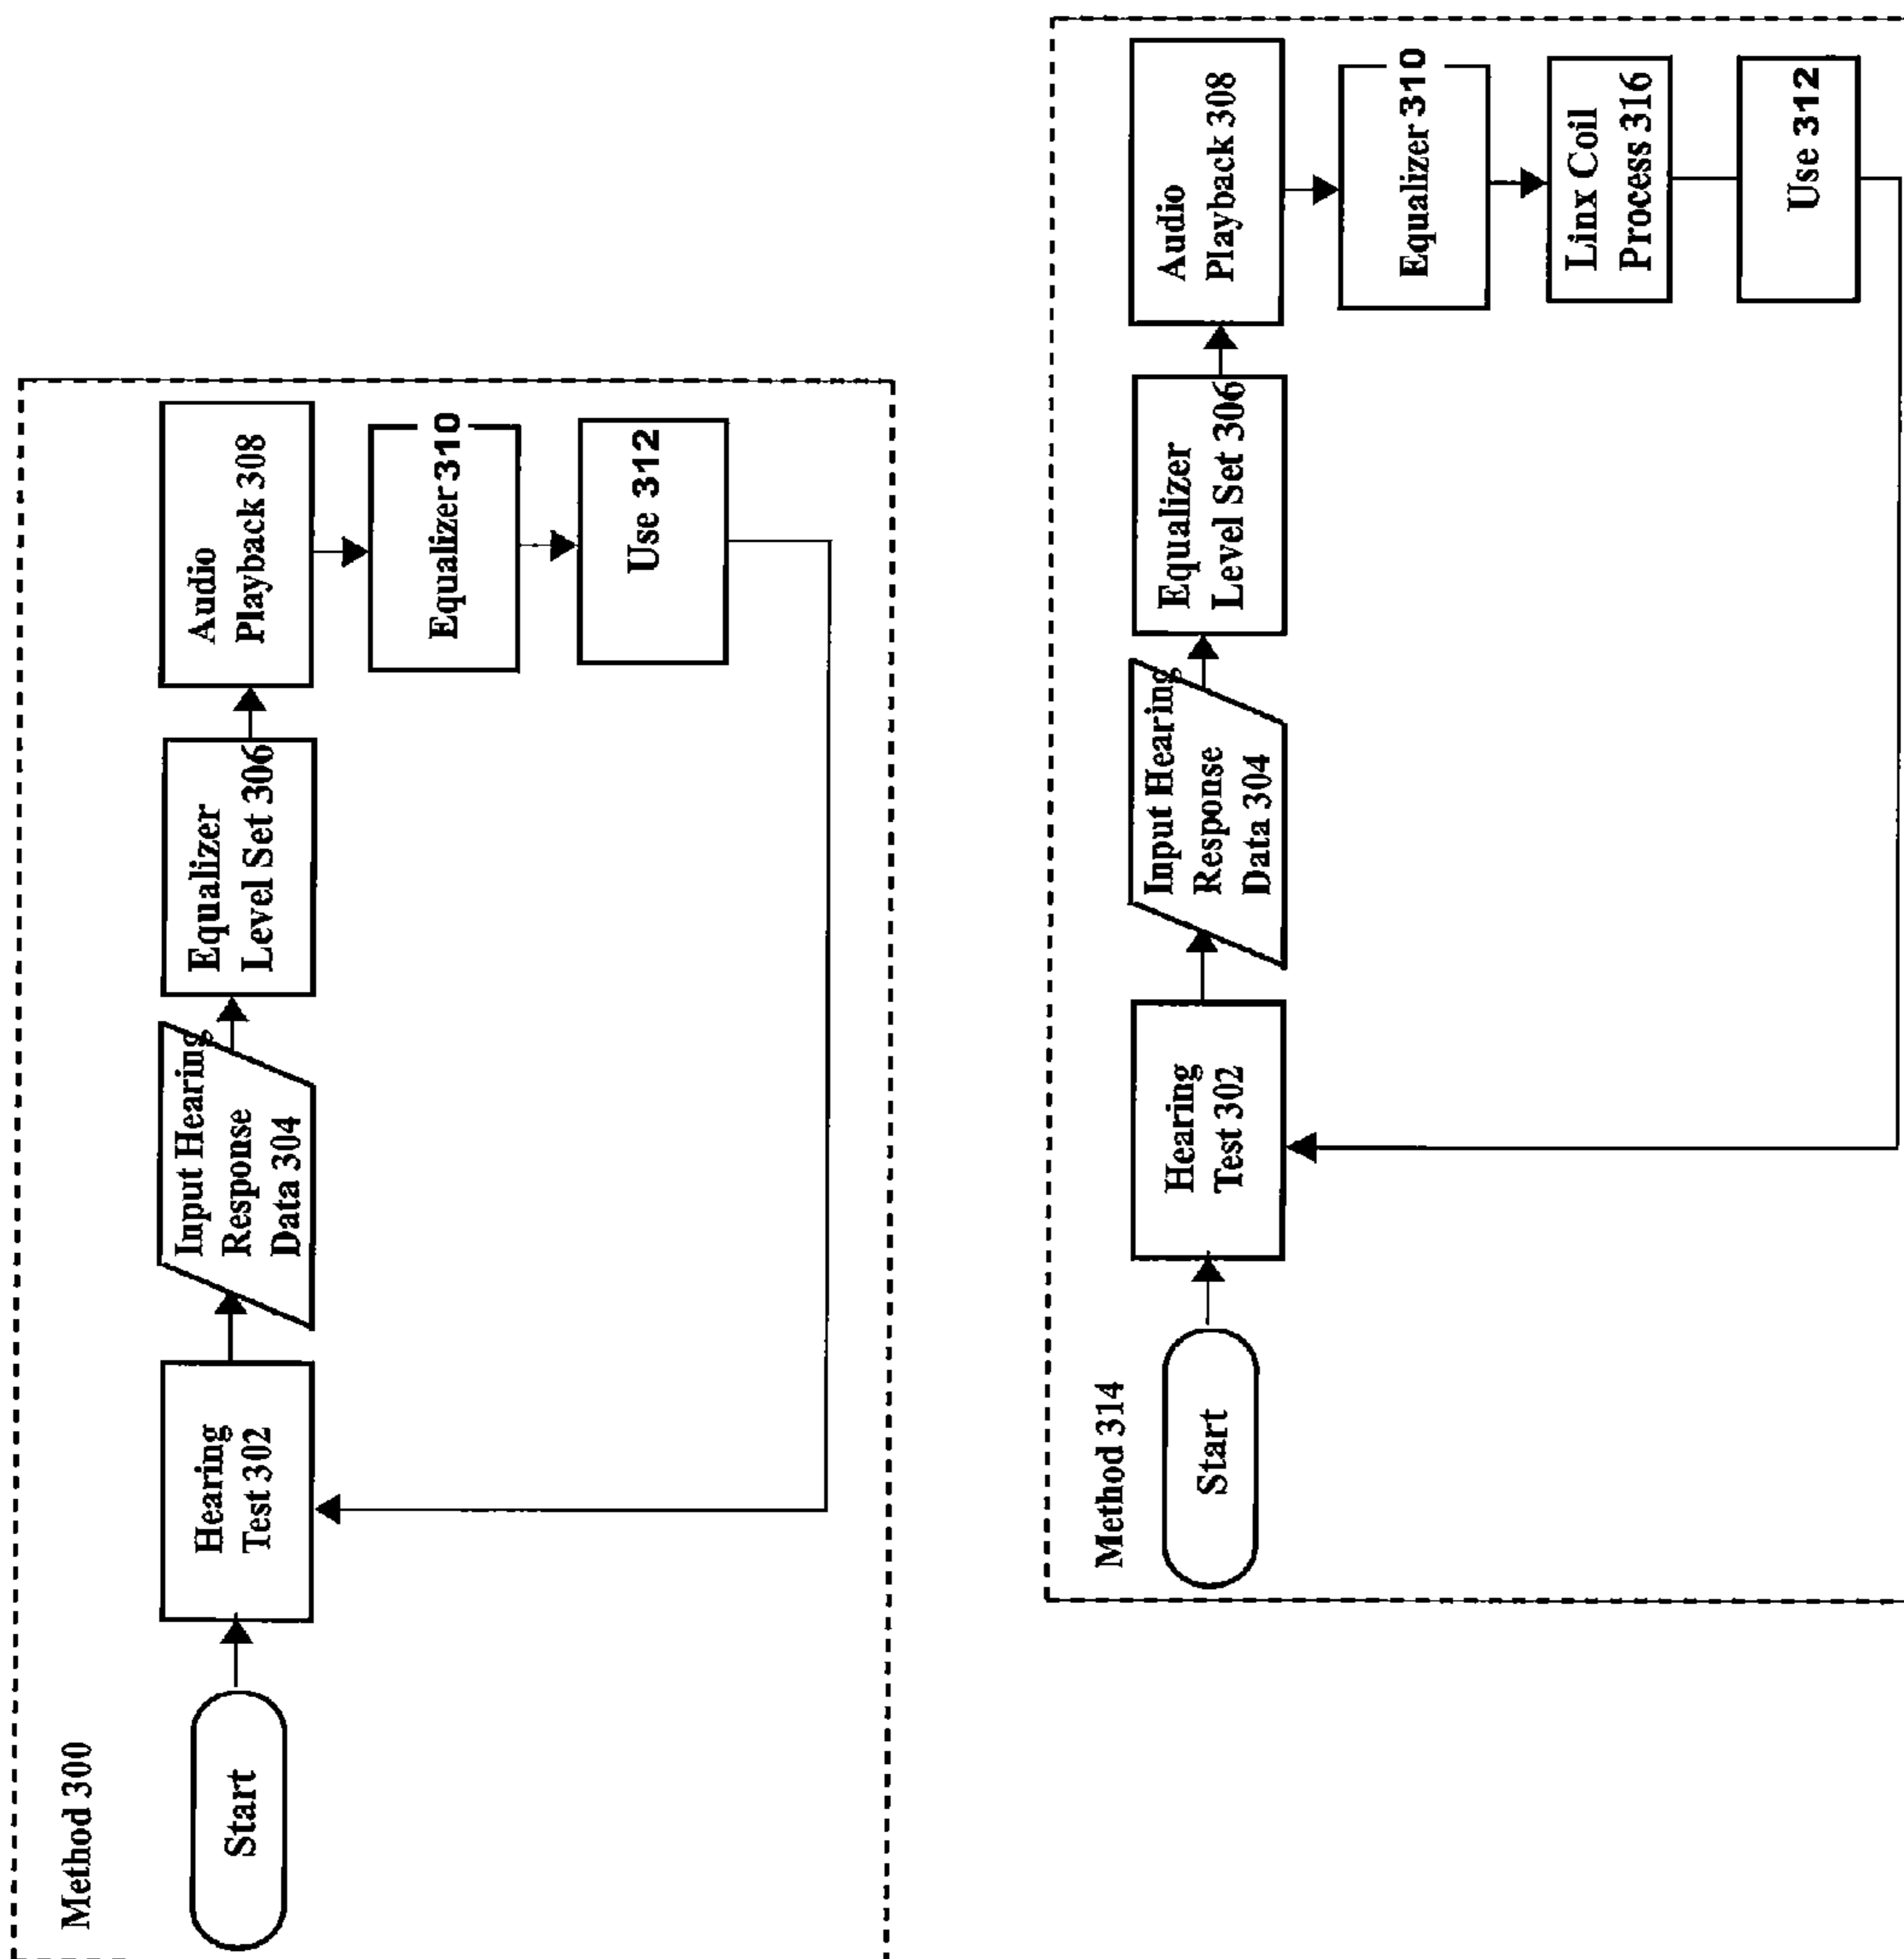 Method 300
Start
Hearing
Test 302
Input Hearing
Response
Data 304
Equalizer
Level Set 306
Audio
Playback 308
Equalizer 310
Use 312
Method 314
Start
Hearing
Test 302
Input Hearing
Response
Data 304
Equalizer
Level Set 306
Audio
Playback 308
Equalizer 310
Linx Coil
Process 316
Use 312